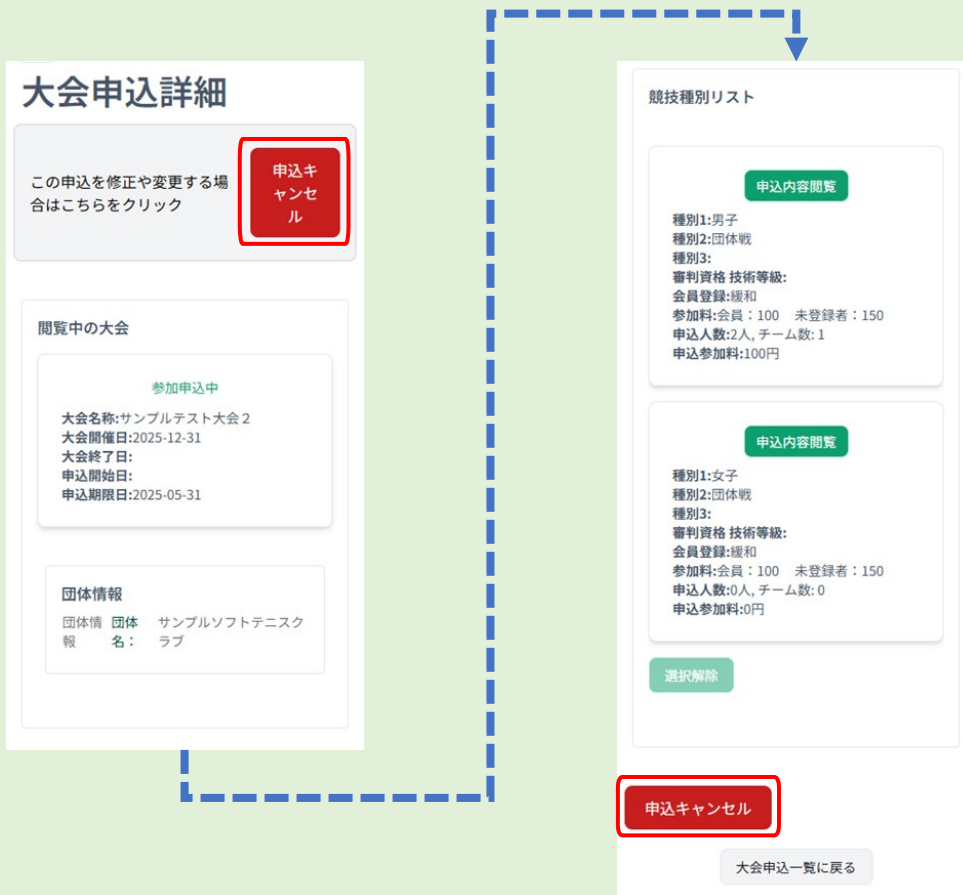 大会申込詳細
この申込を修正や変更する場
合はこちらをクリック
申込キ
ャンセ
ル
閲覧中の大会
参加申込中
大会名称:サンプルテスト大会２
大会開催日:2025-12-31
大会終了日:
申込開始日:
申込期限日:2025-05-31
団体情報
団体情 団体 サンプルソフトテニスク
報 名： ラブ
競技種別リスト
申込内容閲覧
種別1:男子
種別2:団体戦
種別3:
審判資格 技術等級:
会員登録:緩和
参加料:会員：100　未登録者：150
申込人数:2人, チーム数: 1
申込参加料:100円
申込内容閲覧
種別1:女子
種別2:団体戦
種別3:
審判資格 技術等級:
会員登録:緩和
参加料:会員：100　未登録者：150
申込人数:0人, チーム数: 0
申込参加料:0円
選択解除
申込キャンセル
大会申込一覧に戻る